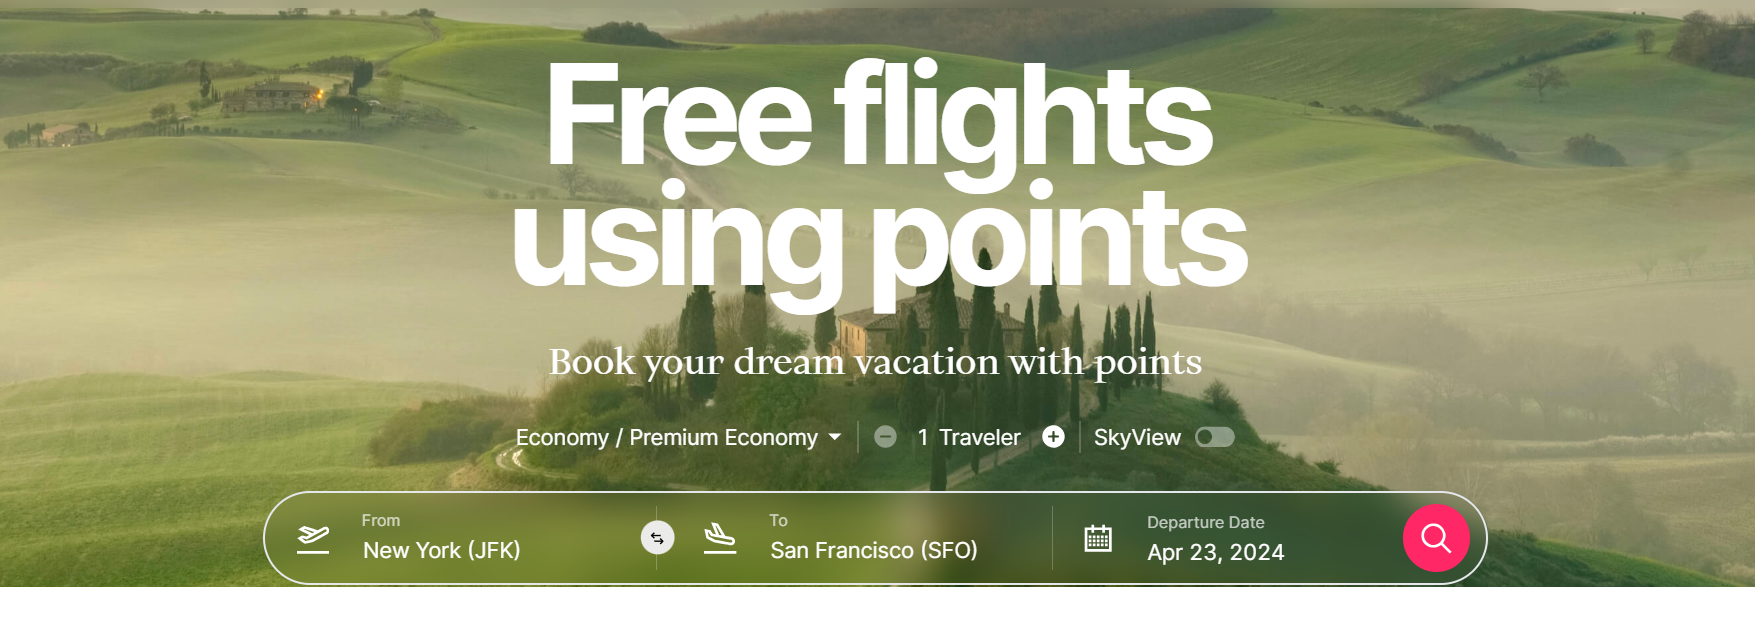 Free flights
using points
Book your dream vacation with points
Economy / Premium Economy
1 Traveler
SkyView
From
New York (JFK)
To
San Francisco (SFO)
Departure Date
Apr 23, 2024